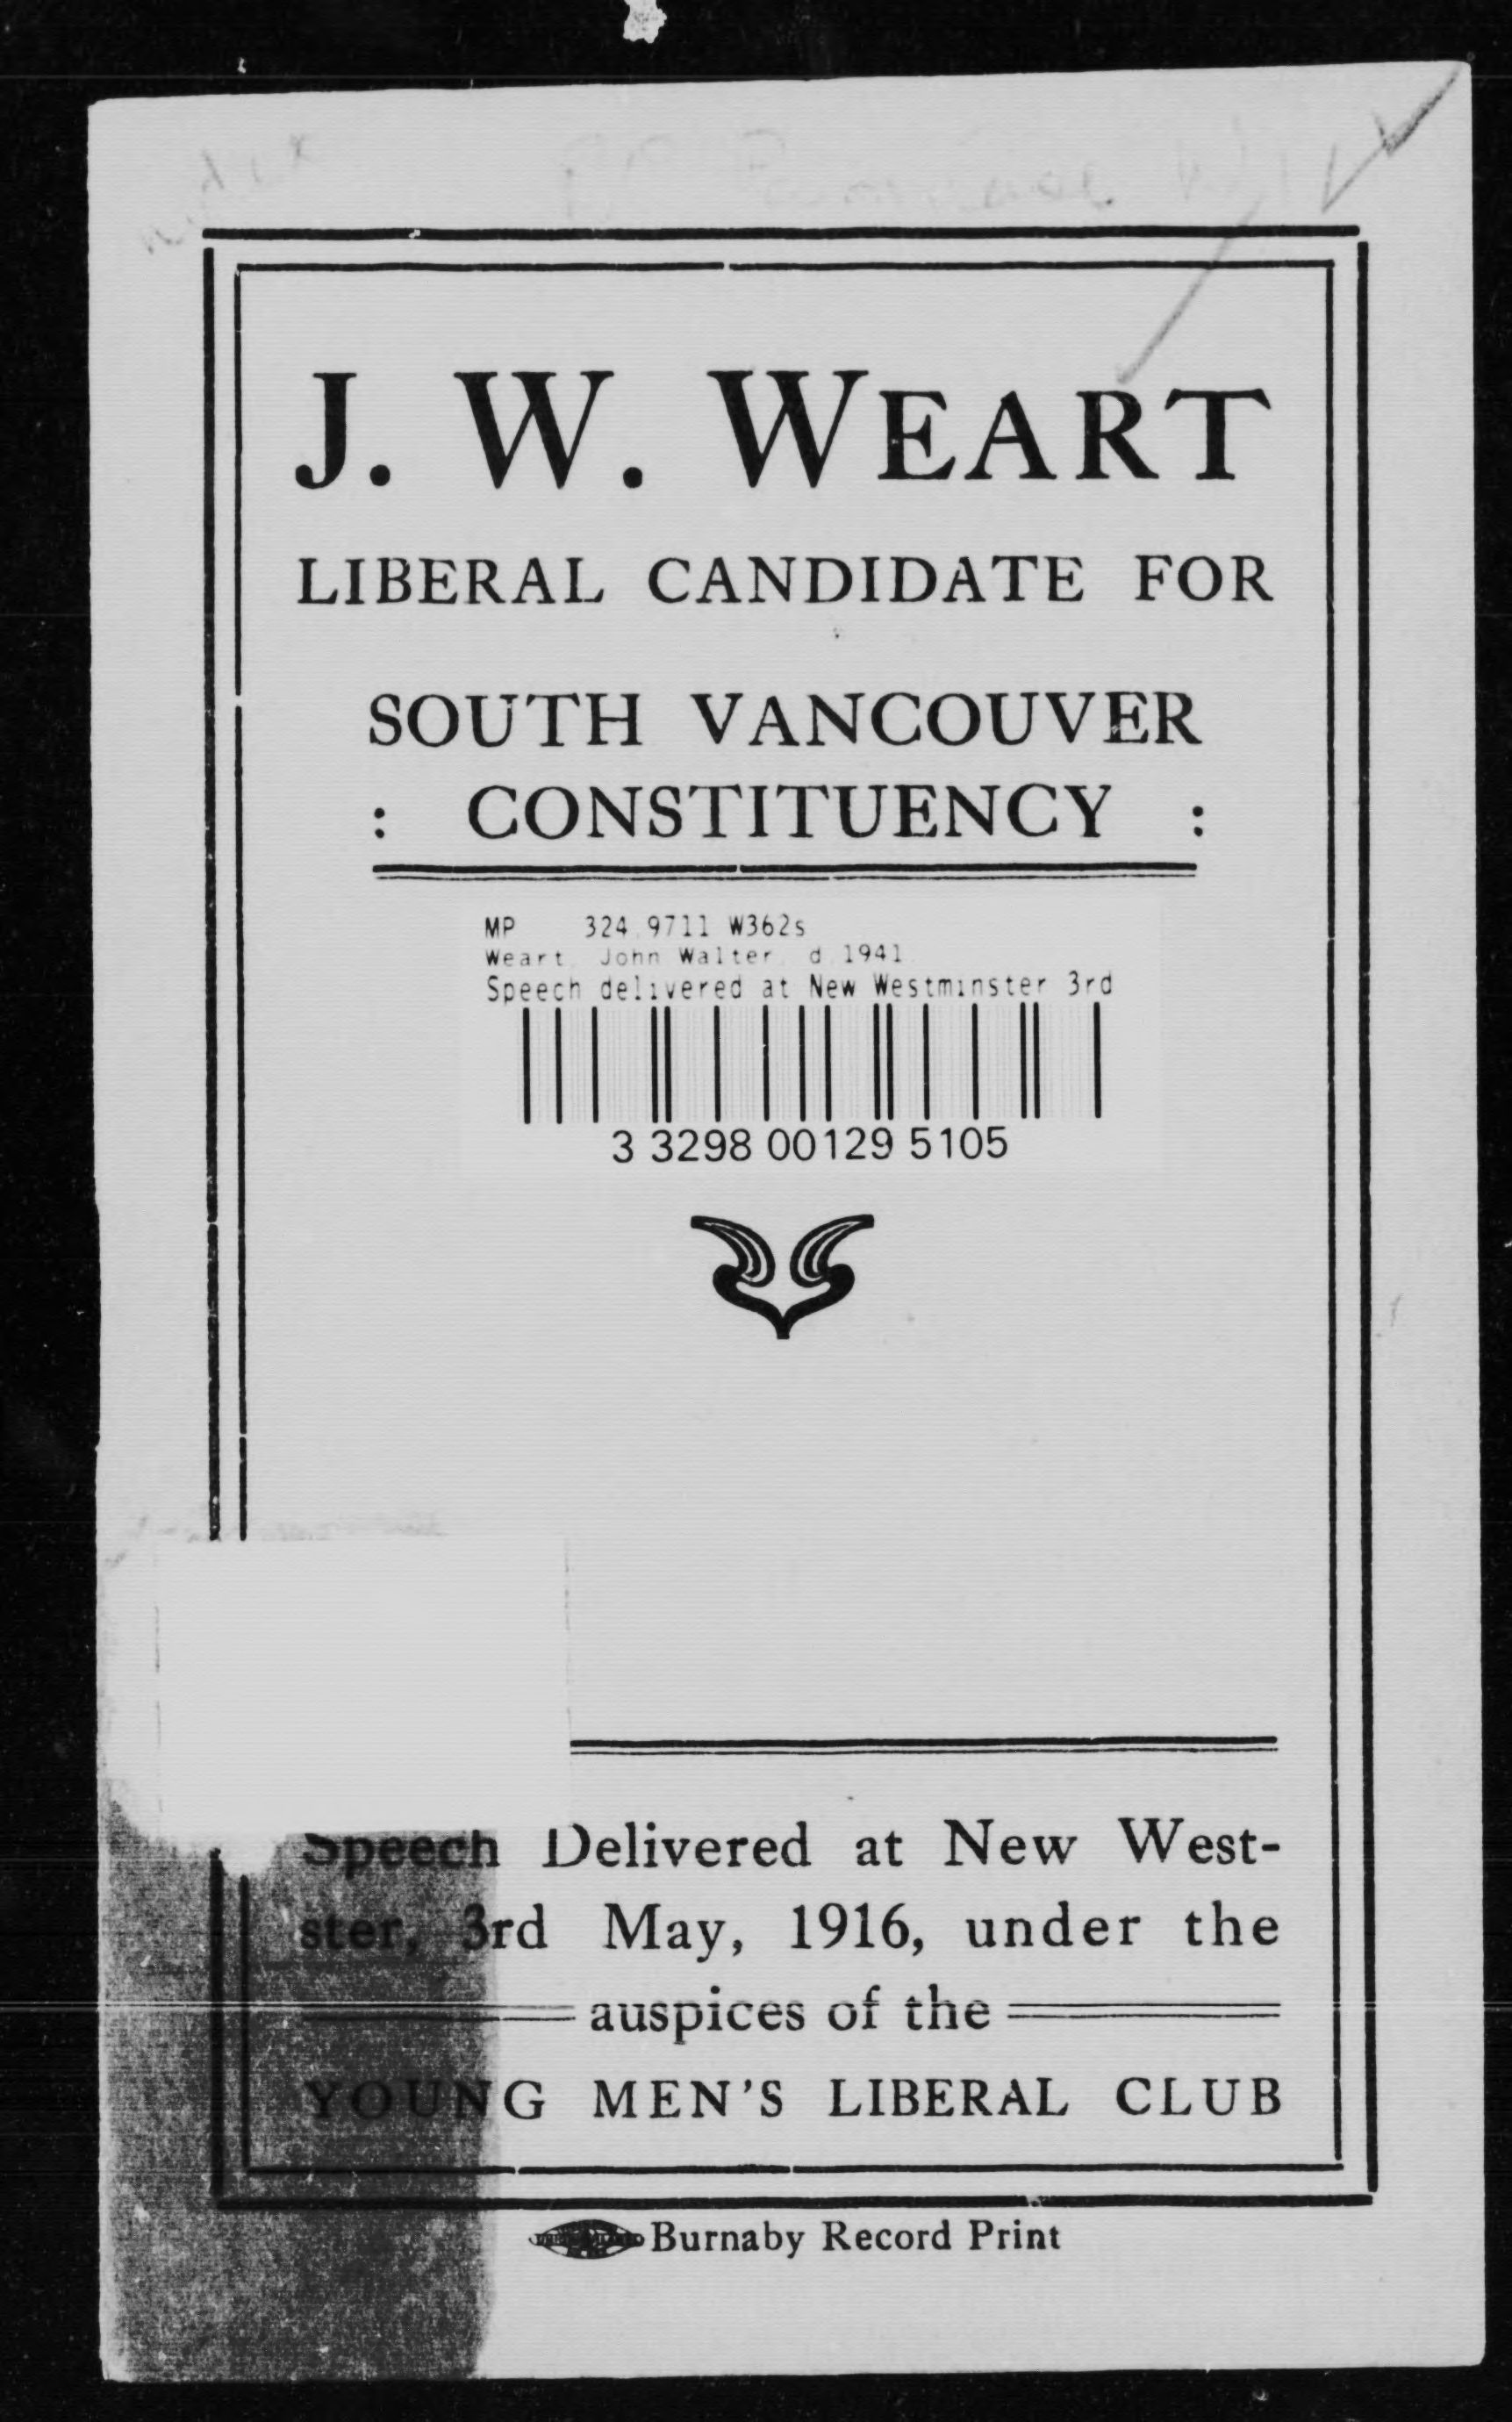 J. W. WEART
LIBERAL CANDIDATE FOR
SOUTH VANCOUVER
: CONSTITUENCY :
MP 324.9711 W362s
Weart, John Walter, d.1941.
Speech delivered at New Westminster 3rd
3 3298 00129 5105
Speech Delivered at New West-
ster, 3rd May, 1916, under the
auspices of the
YOUNG MEN'S LIBERAL CLUB
Burnaby Record Print